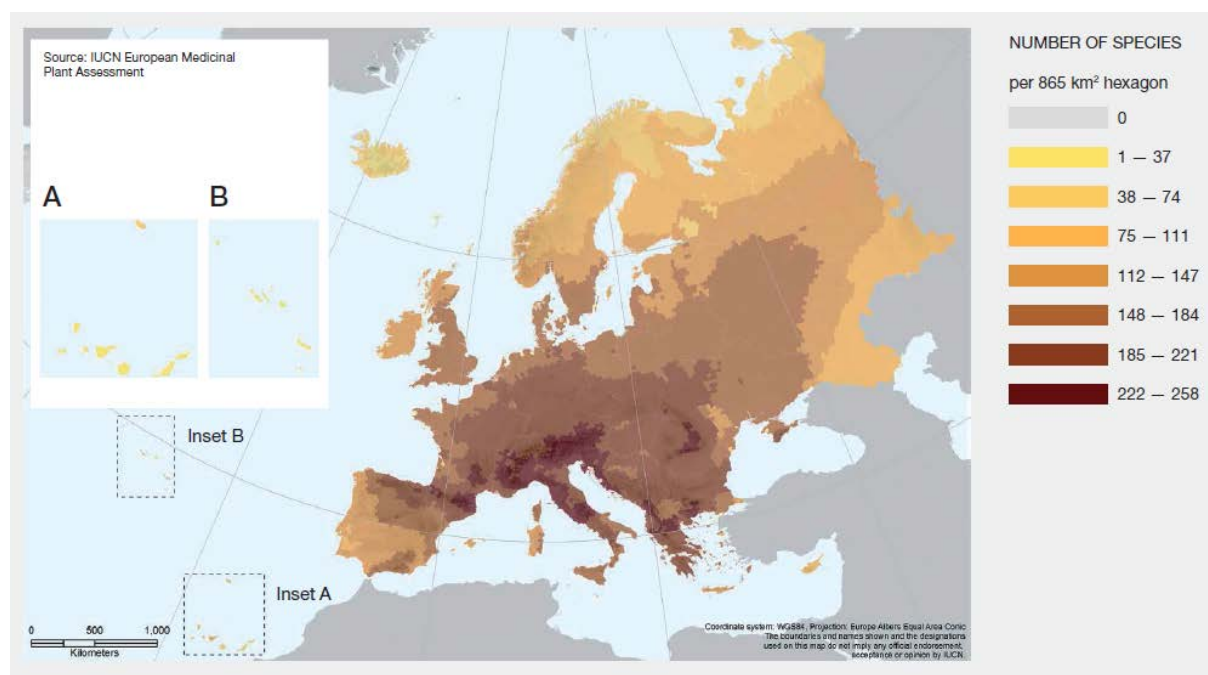 Source: IUCN European Medicinal
Plant Assessment
A
B
Inset B
Inset A
0 500 1,000
Kilometers
Coordinate system: WGS84, Projection: Europe Albers Equal Area Conic
The boundaries and names shown and the designations
used on this map do not imply any official endorsement,
acceptance or opinion by IUCN.
NUMBER OF SPECIES
per 865 km² hexagon
0
1 — 37
38 — 74
75 — 111
112 — 147
148 — 184
185 — 221
222 — 258